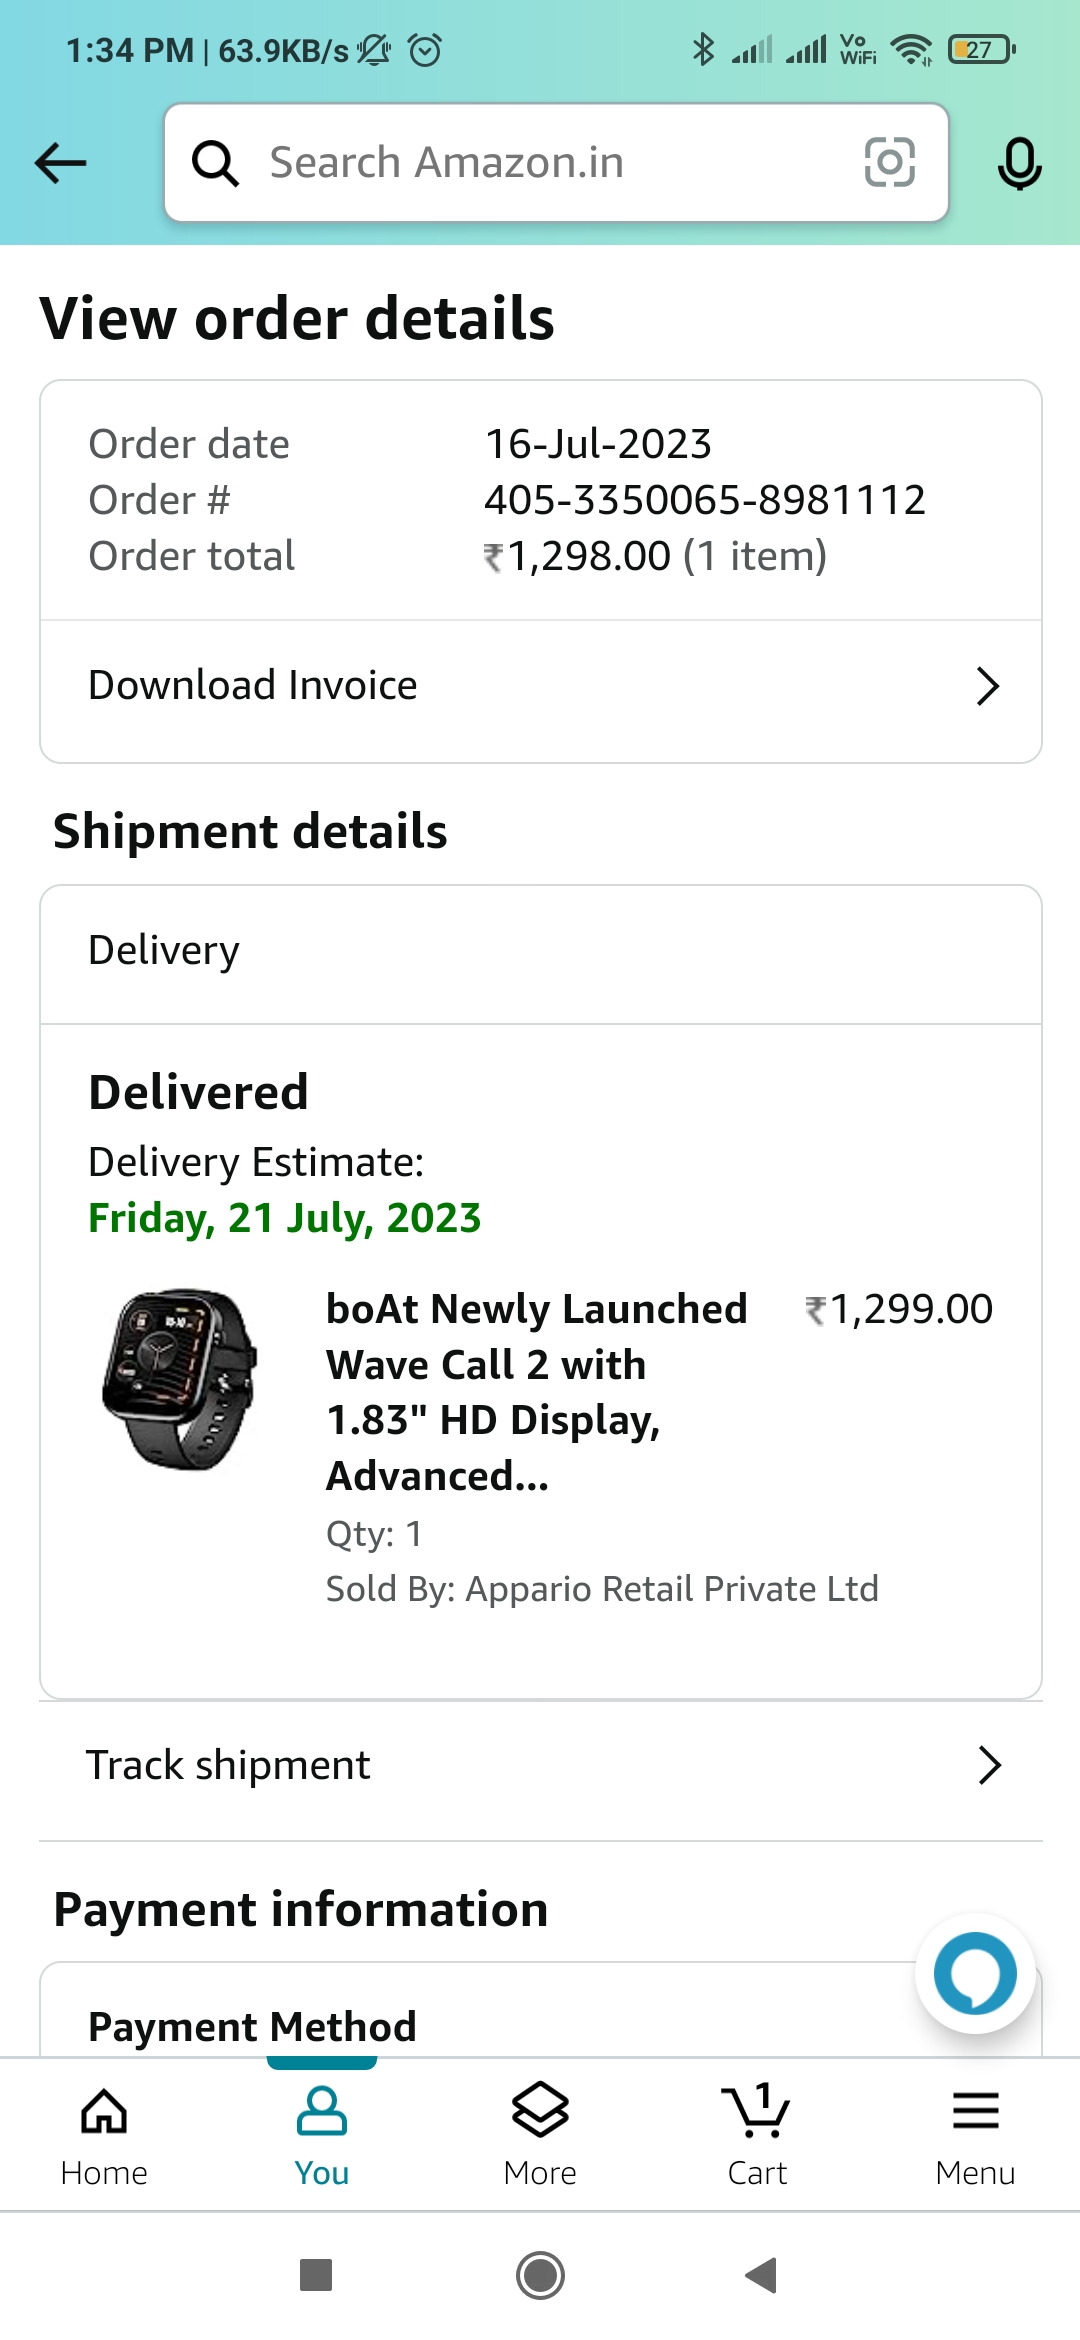 1:34 PM | 63.9KB/s
Vo WiFi
27
Search Amazon.in
View order details
Order date 16-Jul-2023
Order # 405-3350065-8981112
Order total ₹1,298.00 (1 item)
Download Invoice
Shipment details
Delivery
Delivered
Delivery Estimate:
Friday, 21 July, 2023
boAt Newly Launched ₹1,299.00
Wave Call 2 with
1.83" HD Display,
Advanced...
Qty: 1
Sold By: Appario Retail Private Ltd
Track shipment
Payment information
Payment Method
1
Home You More Cart Menu